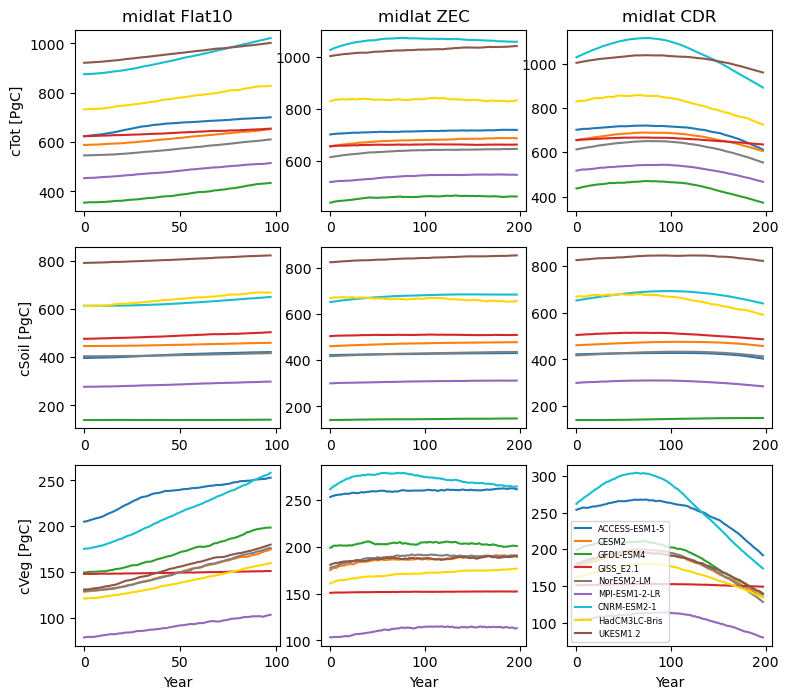 midlat Flat10 midlat ZEC midlat CDR
cTot [PgC]
1000
800
600
400
0 50 100
1000
800
600
0 100 200
1000
800
600
400
0 100 200
cSoil [PgC]
800
600
400
200
0 50 100
800
600
400
200
0 100 200
800
600
400
200
0 100 200
cVeg [PgC]
250
200
150
100
0 50 100
Year
250
200
150
100
0 100 200
Year
300
250
200
150
100
ACCESS-ESM1-5
CESM2
GFDL-ESM4
GISS_E2.1
NorESM2-LM
MPI-ESM1-2-LR
CNRM-ESM2-1
HadCM3LC-Bris
UKESM1.2
0 100 200
Year